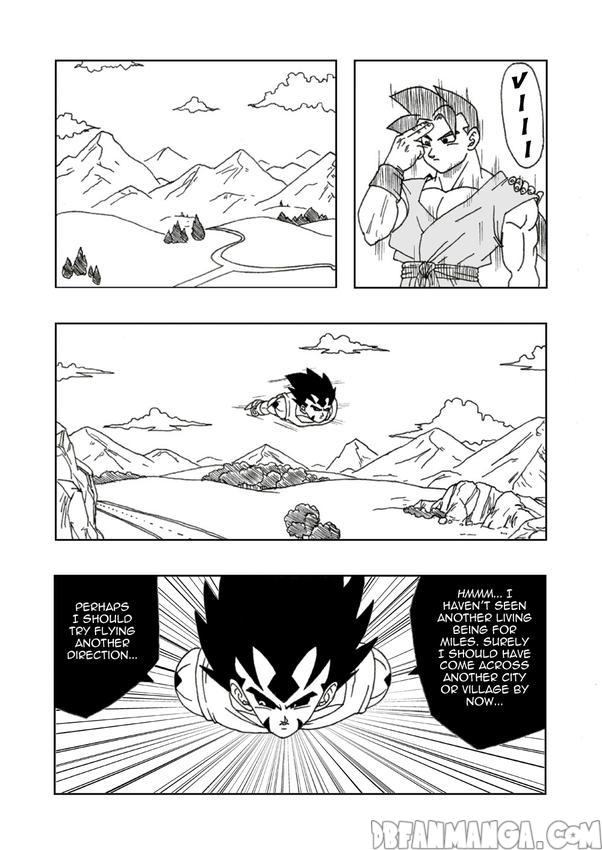 VIII
PERHAPS
I SHOULD
TRY FLYING
ANOTHER
DIRECTION...
HMMM... I
HAVEN'T SEEN
ANOTHER LIVING
BEING FOR
MILES. SURELY
I SHOULD HAVE
COME ACROSS
ANOTHER CITY
OR VILLAGE BY
NOW...
DBFANMANGA.COM